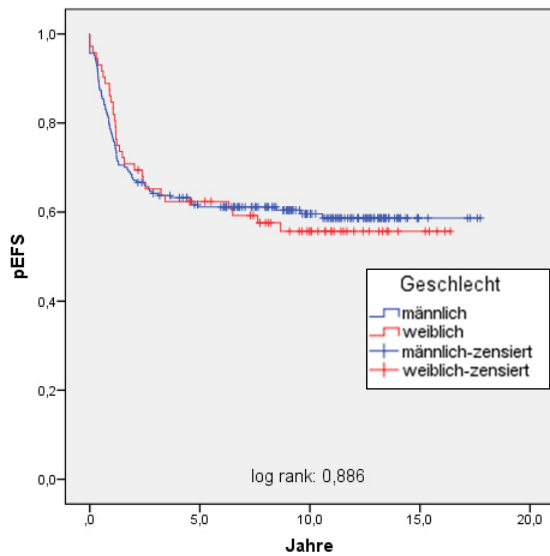 1,0
0,8
0,6
0,4
0,2
0,0
pEFS
Geschlecht
männlich
weiblich
männlich-zensiert
weiblich-zensiert
log rank: 0,886
,0 5,0 10,0 15,0 20,0
Jahre